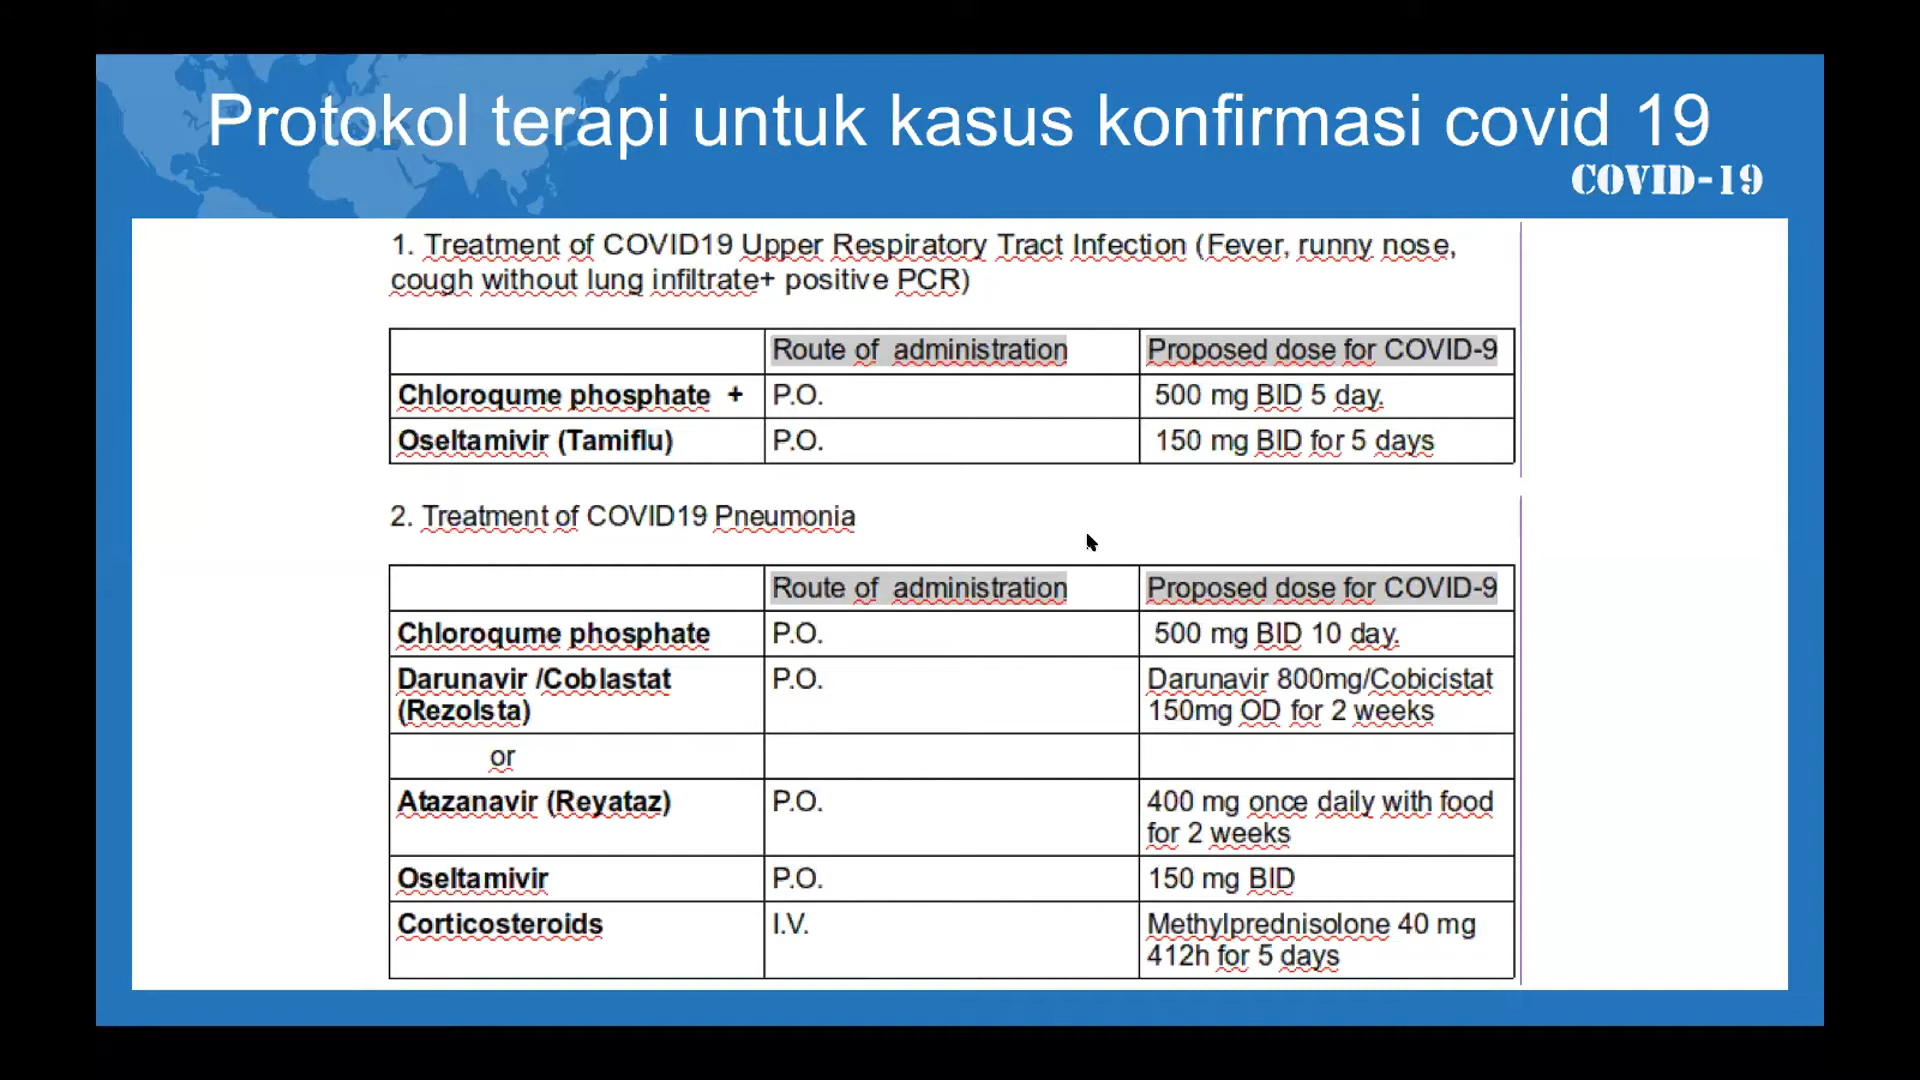 Protokol terapi untuk kasus konfirmasi covid 19
COVID-19
1. Treatment of COVID19 Upper Respiratory Tract Infection (Fever, runny nose,
cough without lung infiltrate+ positive PCR)
Route of administration
Proposed dose for COVID-9
Chloroqume phosphate +
P.O.
500 mg BID 5 day.
Oseltamivir (Tamiflu)
P.O.
150 mg BID for 5 days
2. Treatment of COVID19 Pneumonia
Route of administration
Proposed dose for COVID-9
Chloroqume phosphate
P.O.
500 mg BID 10 day.
Darunavir /Coblastat
(Rezolsta)
P.O.
Darunavir 800mg/Cobicistat
150mg OD for 2 weeks
or
Atazanavir (Reyataz)
P.O.
400 mg once daily with food
for 2 weeks
Oseltamivir
P.O.
150 mg BID
Corticosteroids
I.V.
Methylprednisolone 40 mg
412h for 5 days